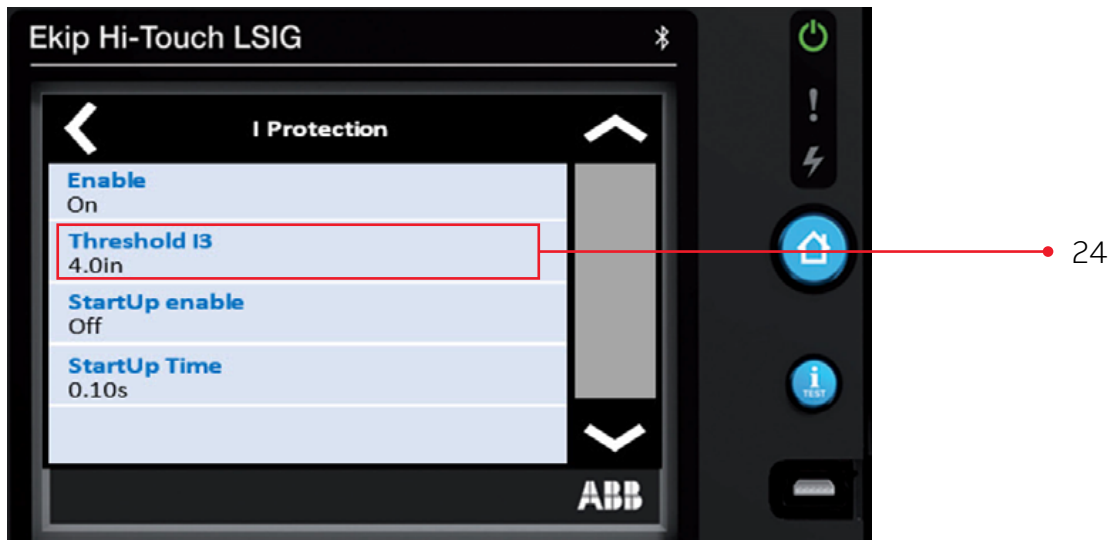 Ekip Hi-Touch LSIG
I Protection
Enable
On
Threshold I3
4.0in
24
StartUp enable
Off
StartUp Time
0.10s
i
TEST
ABB